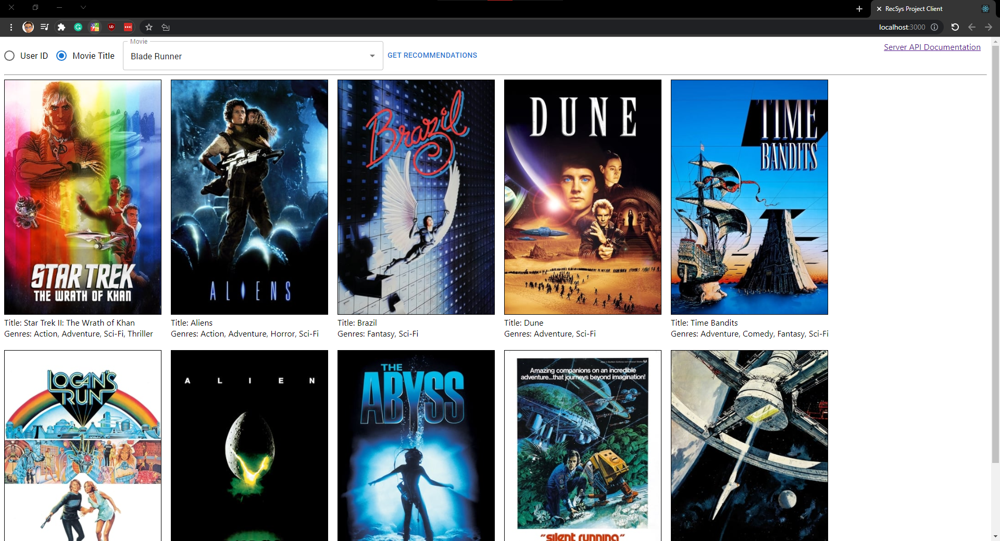 RecSys Project Client
localhost:3000
User ID
Movie Title
Movie
Blade Runner
GET RECOMMENDATIONS
Server API Documentation
STAR TREK
THE WRATH OF KHAN
ALIENS
Brazil
DUNE
TIME
BANDITS
Title: Star Trek II: The Wrath of Khan
Genres: Action, Adventure, Sci-Fi, Thriller
Title: Aliens
Genres: Action, Adventure, Horror, Sci-Fi
Title: Brazil
Genres: Fantasy, Sci-Fi
Title: Dune
Genres: Adventure, Sci-Fi
Title: Time Bandits
Genres: Adventure, Comedy, Fantasy, Sci-Fi
LOGAN'S
RUN
ALIEN
THE
ABYSS
Amazing companions on an incredible
adventure...that journeys beyond imagination!
"silent running"